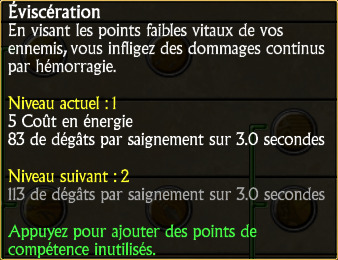 Éviscération
En visant les points faibles vitaux de vos
ennemis, vous infligez des dommages continus
par hémorragie.
Niveau actuel : 1
5 Coût en énergie
83 de dégâts par saignement sur 3.0 secondes
Niveau suivant : 2
113 de dégâts par saignement sur 3.0 secondes
Appuyez pour ajouter des points de
compétence inutilisés.